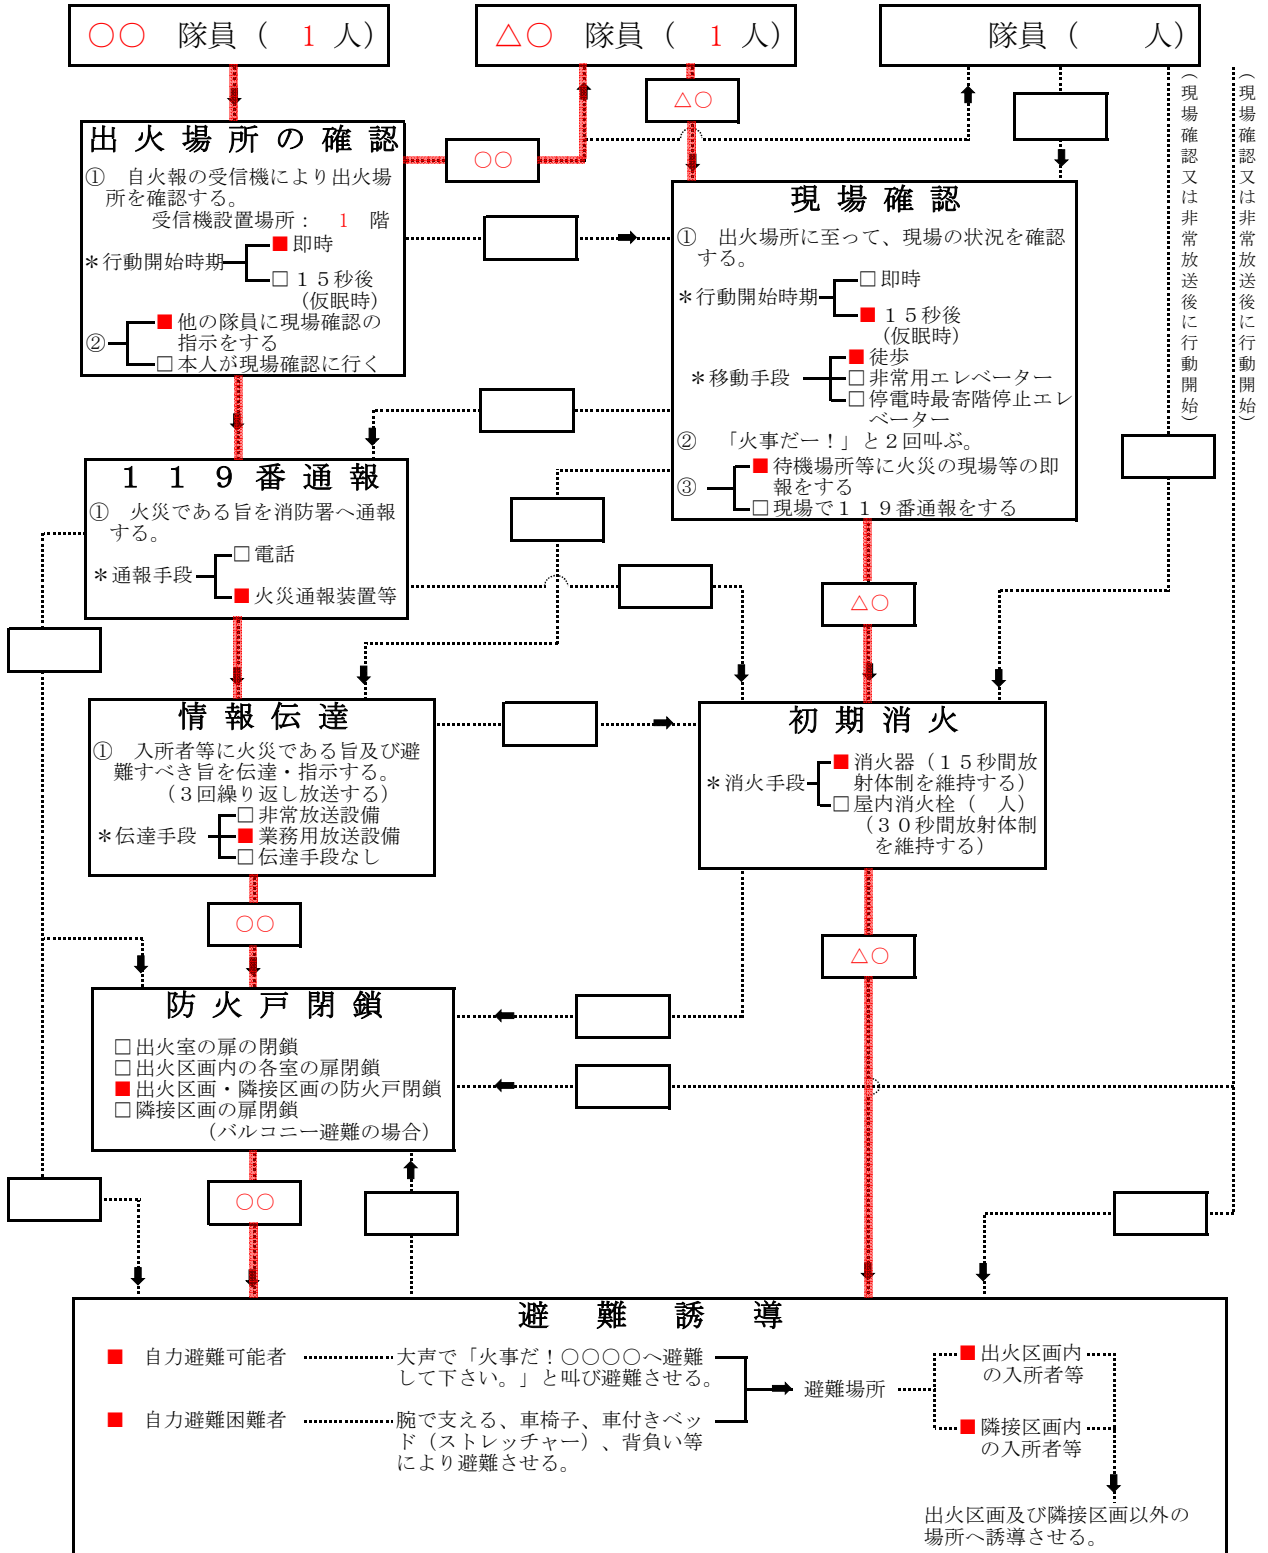 ○○　隊員（　1　人）
△○　隊員（　1　人）
隊員（　　人）
△○
（現場確認又は非常放送後に行動開始）
（現場確認又は非常放送後に行動開始）
出火場所の確認
①　自火報の受信機により出火場
所を確認する。
受信機設置場所：　1　階
＊行動開始時期
■即時
□１５秒後
（仮眠時）
②
■他の隊員に現場確認の
指示をする
□本人が現場確認に行く
○○
現場確認
①　出火場所に至って、現場の状況を確認
する。
＊行動開始時期
□即時
■１５秒後
（仮眠時）
＊移動手段
■徒歩
□非常用エレベーター
□停電時最寄階停止エレ
ベーター
②　「火事だー！」と２回叫ぶ。
③
■待機場所等に火災の現場等の即
報をする
□現場で１１９番通報をする
１１９番通報
①　火災である旨を消防署へ通報
する。
＊通報手段
□電話
■火災通報装置等
△○
情報伝達
①　入所者等に火災である旨及び避
難すべき旨を伝達・指示する。
（３回繰り返し放送する）
＊伝達手段
□非常放送設備
■業務用放送設備
□伝達手段なし
初期消火
＊消火手段
■消火器（１５秒間放
射体制を維持する）
□屋内消火栓（　人）
（３０秒間放射体制
を維持する）
○○
△○
防火戸閉鎖
□出火室の扉の閉鎖
□出火区画内の各室の扉閉鎖
■出火区画・隣接区画の防火戸閉鎖
□隣接区画の扉閉鎖
（バルコニー避難の場合）
○○
避難誘導
■　自力避難可能者
大声で「火事だ！○○○○へ避難
して下さい。」と叫び避難させる。
■　自力避難困難者
腕で支える、車椅子、車付きベッ
ド（ストレッチャー）、背負い等
により避難させる。
避難場所
■出火区画内
の入所者等
■隣接区画内
の入所者等
出火区画及び隣接区画以外の
場所へ誘導させる。